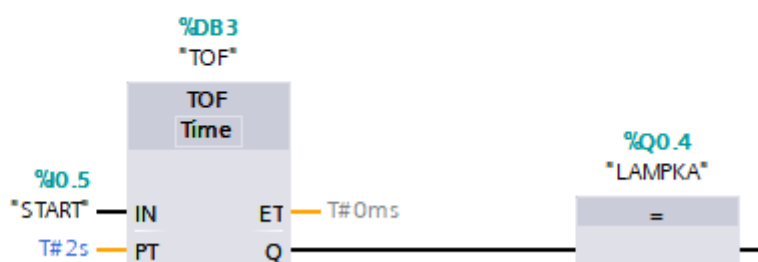 %DB3
"TOF"
TOF
Time
%I0.5
"START"
IN
ET
T#0ms
T#2s
PT
Q
%Q0.4
"LAMPKA"
=